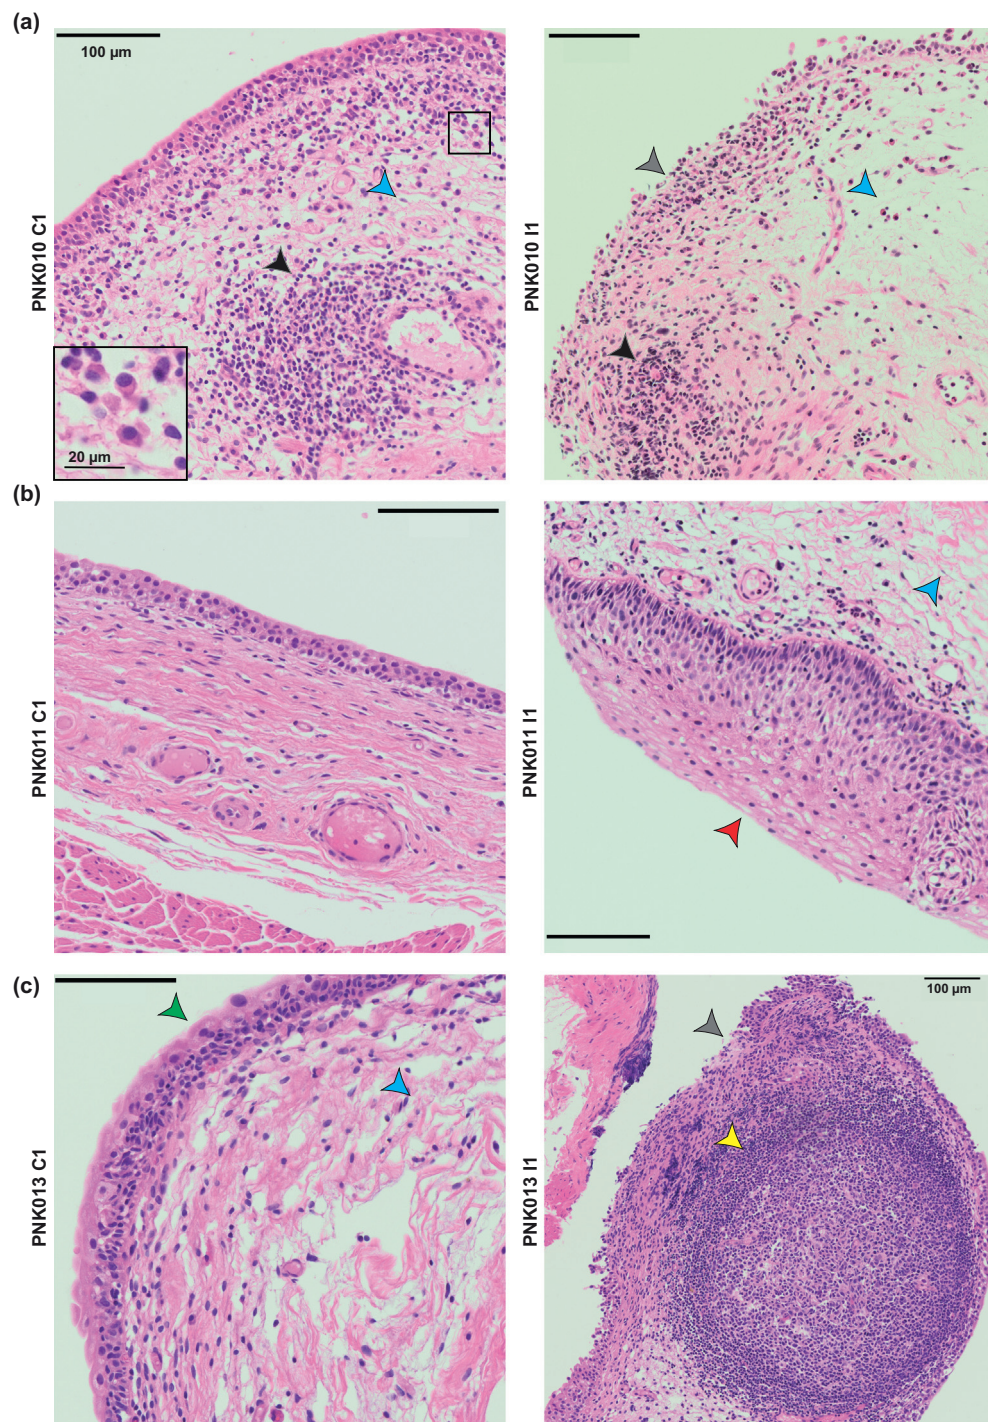 (a)
100 µm
PNK010 C1
20 µm
PNK010 I1
(b)
PNK011 C1
PNK011 I1
(c)
PNK013 C1
100 µm
PNK013 I1